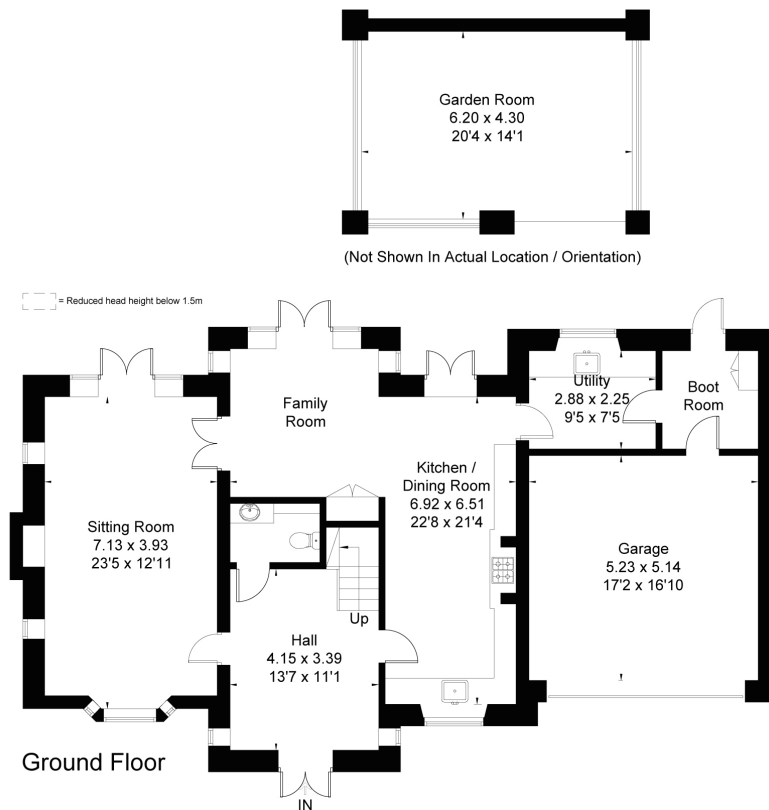 Garden Room
6.20 x 4.30
20'4 x 14'1
(Not Shown In Actual Location / Orientation)
= Reduced head height below 1.5m
Family
Room
Utility
2.88 x 2.25
9'5 x 7'5
Boot
Room
Kitchen /
Dining Room
6.92 x 6.51
22'8 x 21'4
Sitting Room
7.13 x 3.93
23'5 x 12'11
Garage
5.23 x 5.14
17'2 x 16'10
Up
Hall
4.15 x 3.39
13'7 x 11'1
Ground Floor
IN